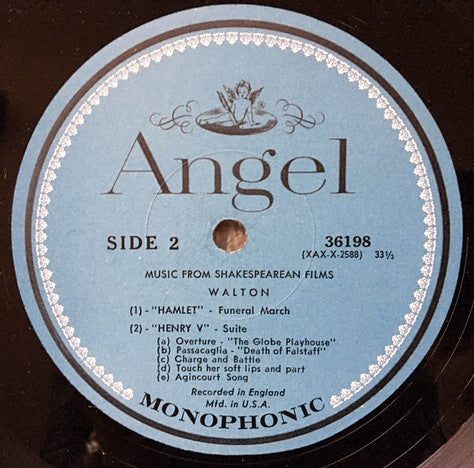 Angel
SIDE 2
36198
(XAX-X-2588) 33⅓
MUSIC FROM SHAKESPEAREAN FILMS
WALTON
(1)- "HAMLET" - Funeral March
(2)- "HENRY V" - Suite
(a) Overture - "The Globe Playhouse"
(b) Passacaglia - "Death of Falstaff"
(c) Charge and Battle
(d) Touch her soft lips and part
(e) Agincourt Song
Recorded in England
Mfd. in U.S.A.
MONOPHONIC